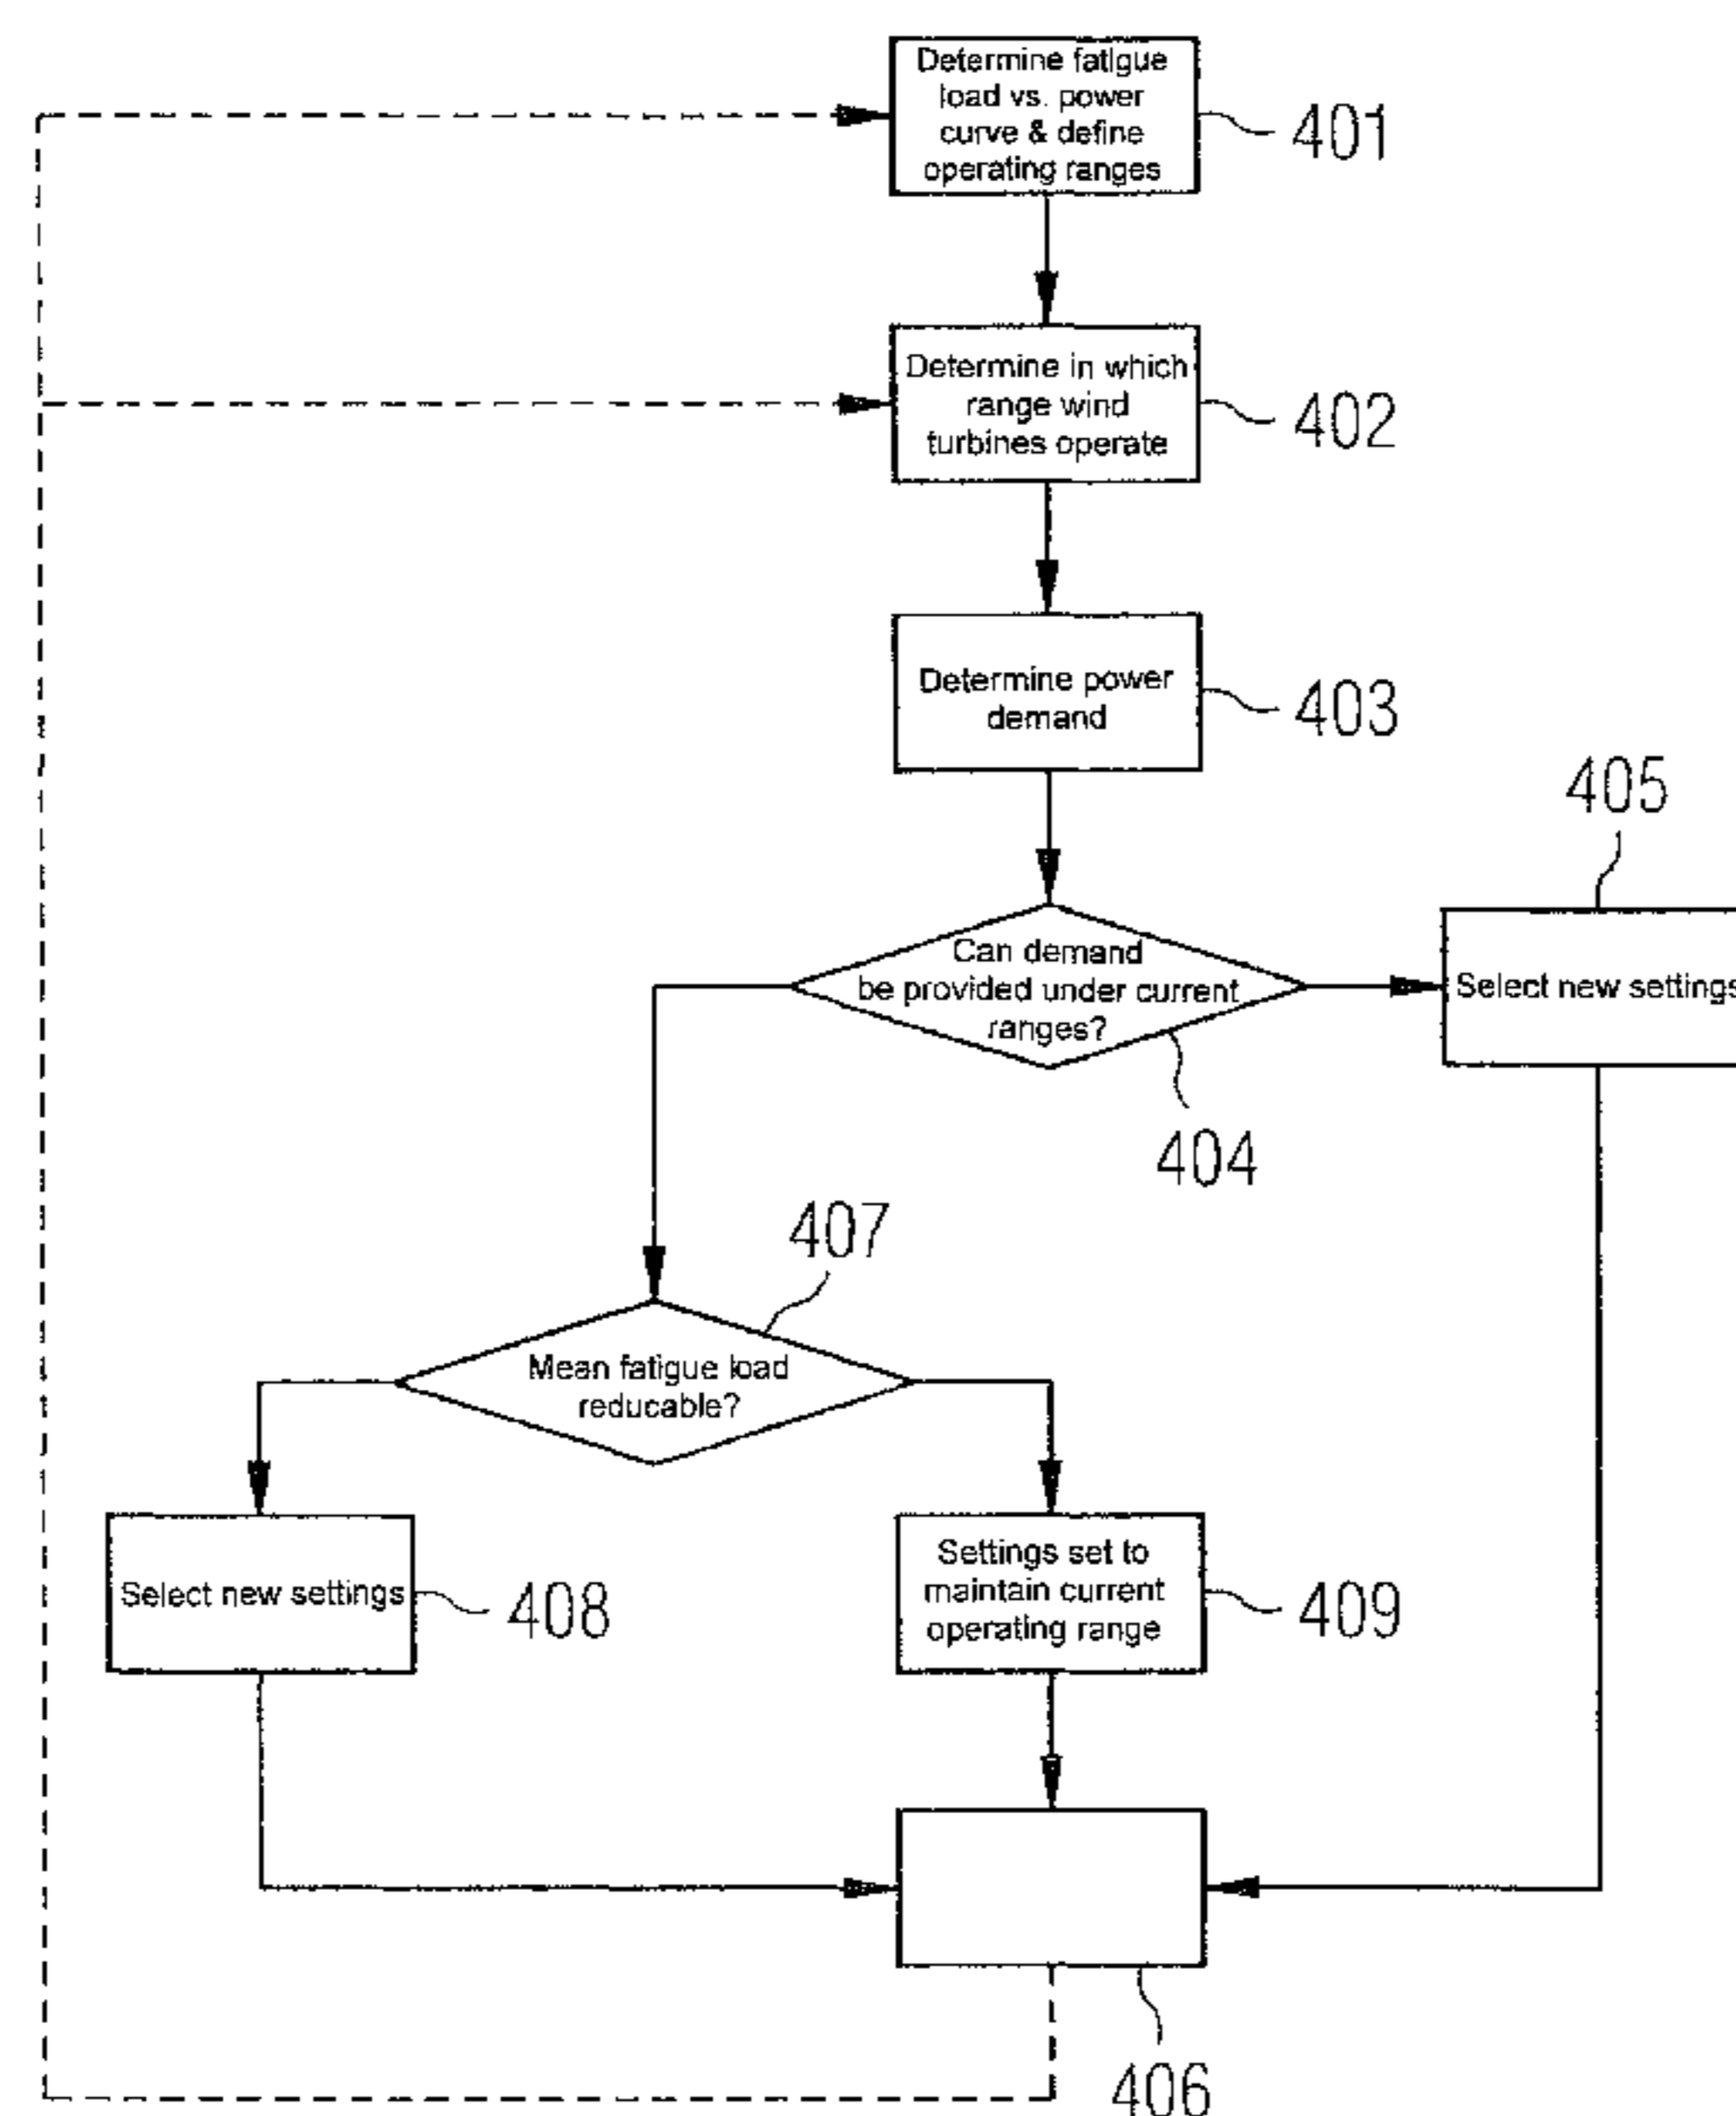 Determine fatigue
load vs. power
curve & define
operating ranges
401
Determine in which
range wind
turbines operate
402
Determine power
demand
403
405
Can demand
be provided under current
ranges?
Select new settings
404
407
Mean fatigue load
reducable?
Select new settings
408
Settings set to
maintain current
operating range
409
406